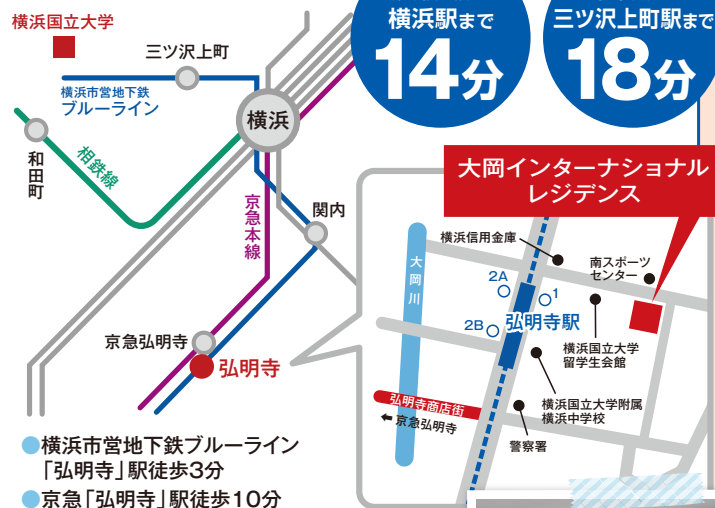 横浜駅まで
14分
三ツ沢上町駅まで
18分
横浜国立大学
三ツ沢上町
横浜市営地下鉄
ブルーライン
横浜
和田町
相鉄線
京急本線
関内
京急弘明寺
弘明寺
大岡インターナショナル
レジデンス
横浜信用金庫
南スポーツ
センター
大岡川
2A
1
2B
弘明寺駅
横浜国立大学
留学生会館
弘明寺商店街
横浜国立大学附属
横浜中学校
京急弘明寺
警察署
横浜市営地下鉄ブルーライン
「弘明寺」駅徒歩3分
京急「弘明寺」駅徒歩10分